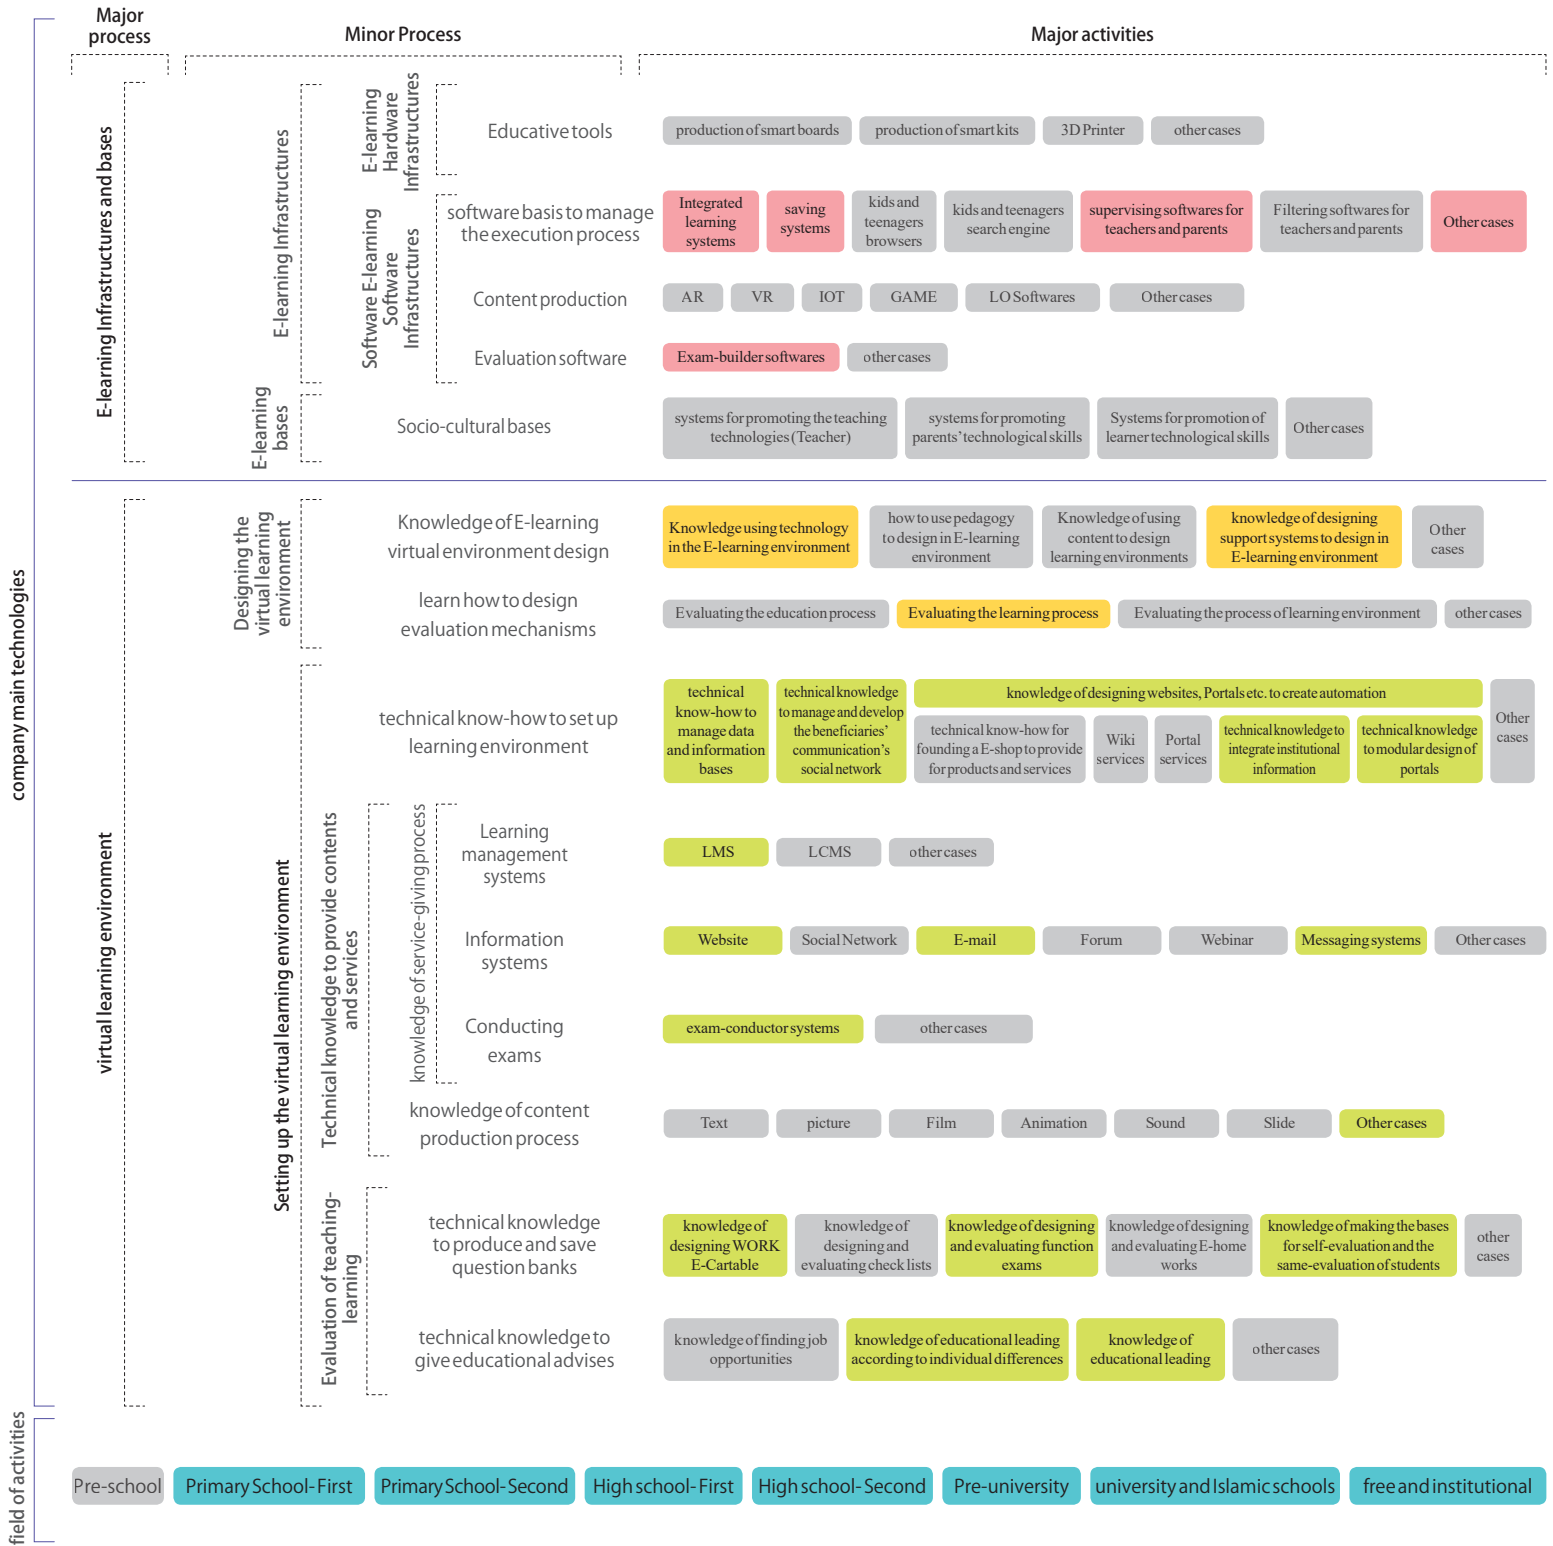 Major
process
Minor Process
Major activities
company main technologies
E-learning Infrastructures and bases
E-learning Infrastructures
E-learning
Hardware
Infrastructures
Educative tools
production of smart boards
production of smart kits
3D Printer
other cases
Software E-learning
Software
Infrastructures
software basis to manage
the execution process
Integrated
learning
systems
saving
systems
kids and
teenagers
browsers
kids and teenagers
search engine
supervising softwares for
teachers and parents
Filtering softwares for
teachers and parents
Other cases
Content production
AR
VR
IOT
GAME
LO Softwares
Other cases
Evaluation software
Exam-builder softwares
other cases
E-learning
bases
Socio-cultural bases
systems for promoting the teaching
technologies (Teacher)
systems for promoting
parents' technological skills
Systems for promotion of
learner technological skills
Other cases
virtual learning environment
Designing the
virtual learning
environment
Knowledge of E-learning
virtual environment design
Knowledge using technology
in the E-learning environment
how to use pedagogy
to design in E-learning
environment
Knowledge of using
content to design
learning environments
knowledge of designing
support systems to design in
E-learning environment
Other
cases
learn how to design
evaluation mechanisms
Evaluating the education process
Evaluating the learning process
Evaluating the process of learning environment
other cases
Setting up the virtual learning environment
technical know-how to set up
learning environment
technical
know-how to
manage data
and information
bases
technical knowledge
to manage and develop
the beneficiaries'
communication's
social network
knowledge of designing websites, Portals etc. to create automation
technical know-how for
founding a E-shop to provide
for products and services
Wiki
services
Portal
services
technical knowledge to
integrate institutional
information
technical knowledge
to modular design of
portals
Other
cases
Technical knowledge to provide contents
and services
knowledge of service-giving process
Learning
management
systems
LMS
LCMS
other cases
Information
systems
Website
Social Network
E-mail
Forum
Webinar
Messaging systems
Other cases
Conducting
exams
exam-conductor systems
other cases
knowledge of content
production process
Text
picture
Film
Animation
Sound
Slide
Other cases
Evaluation of teaching-
learning
technical knowledge
to produce and save
question banks
knowledge of
designing WORK
E-Cartable
knowledge of
designing and
evaluating check lists
knowledge of designing
and evaluating function
exams
knowledge of designing
and evaluating E-home
works
knowledge of making the bases
for self-evaluation and the
same-evaluation of students
other
cases
technical knowledge to
give educational advises
knowledge of finding job
opportunities
knowledge of educational leading
according to individual differences
knowledge of
educational leading
other cases
field of activities
Pre-school
Primary School- First
Primary School- Second
High school- First
High school- Second
Pre-university
university and Islamic schools
free and institutional